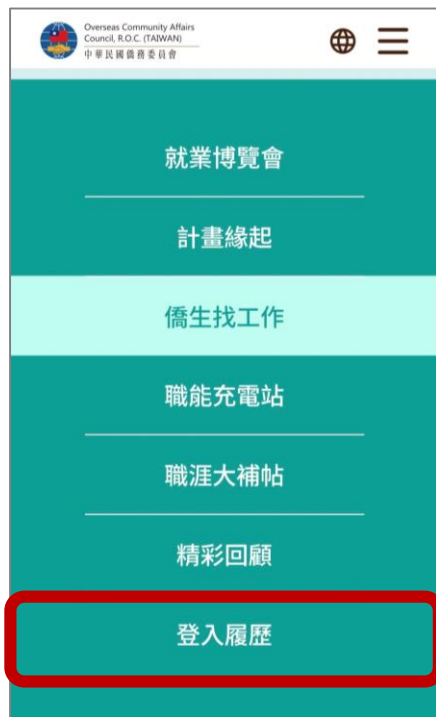 Overseas Community Affairs
Council, R.O.C. (TAIWAN)
中華民國僑務委員會
就業博覽會
計畫緣起
僑生找工作
職能充電站
職涯大補帖
精彩回顧
登入履歷